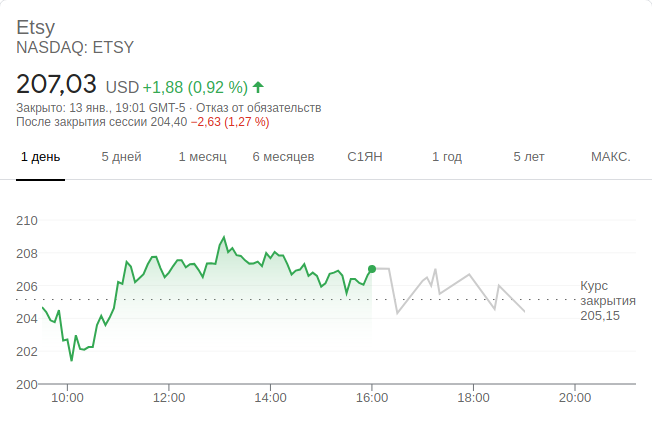 Etsy
NASDAQ: ETSY
207,03 USD +1,88 (0,92 %)
Закрыто: 13 янв., 19:01 GMT-5 · Отказ от обязательств
После закрытия сессии 204,40 −2,63 (1,27 %)
1 день 5 дней 1 месяц 6 месяцев С1ЯН 1 год 5 лет МАКС.
210
208
206
204
202
200
Курс
закрытия
205,15
10:00 12:00 14:00 16:00 18:00 20:00